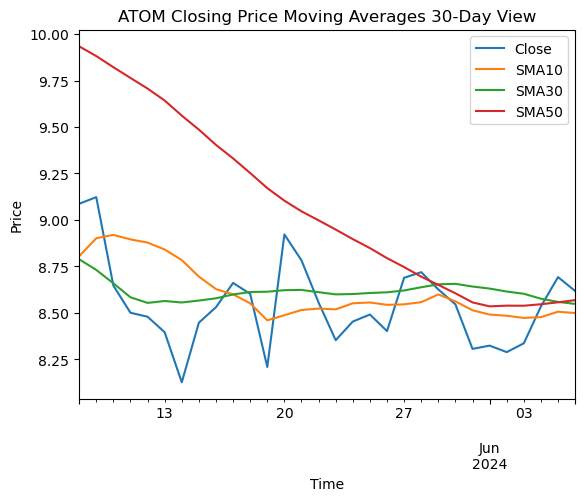 ATOM Closing Price Moving Averages 30-Day View
10.00
9.75
9.50
9.25
9.00
8.75
8.50
8.25
Price
Close
SMA10
SMA30
SMA50
13
20
27
03
Jun
2024
Time